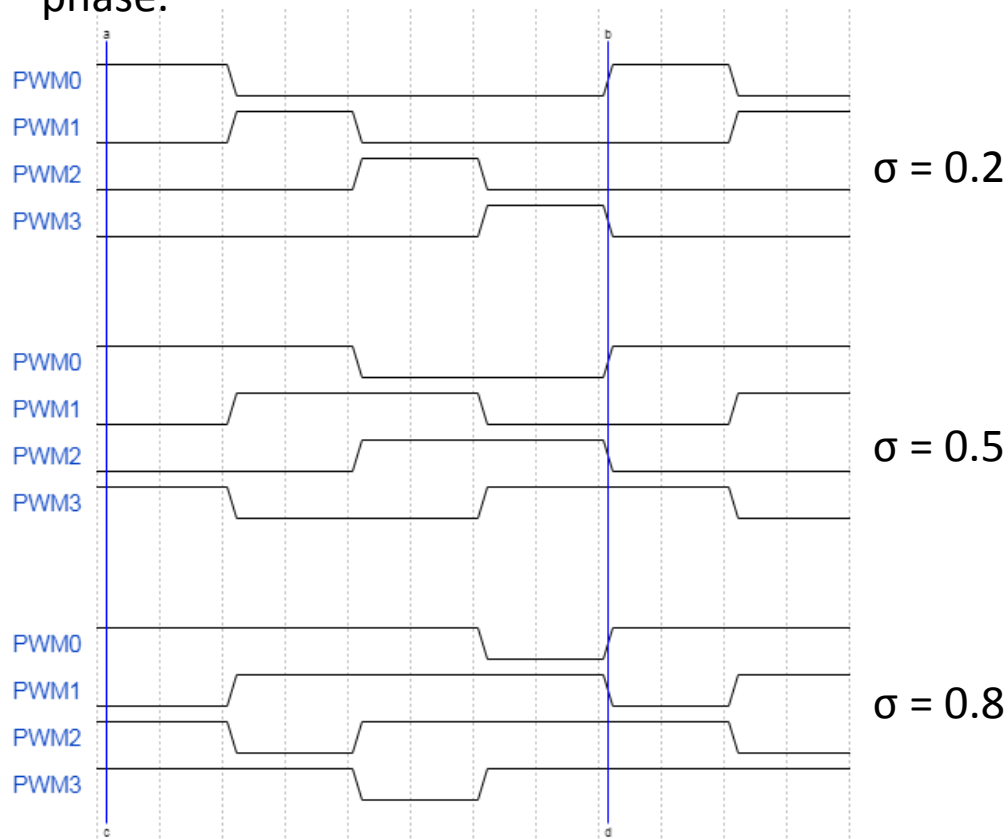 phase.
a b
PWM0
PWM1
PWM2
σ = 0.2
PWM3
PWM0
PWM1
PWM2
σ = 0.5
PWM3
PWM0
PWM1
σ = 0.8
PWM2
PWM3
c d